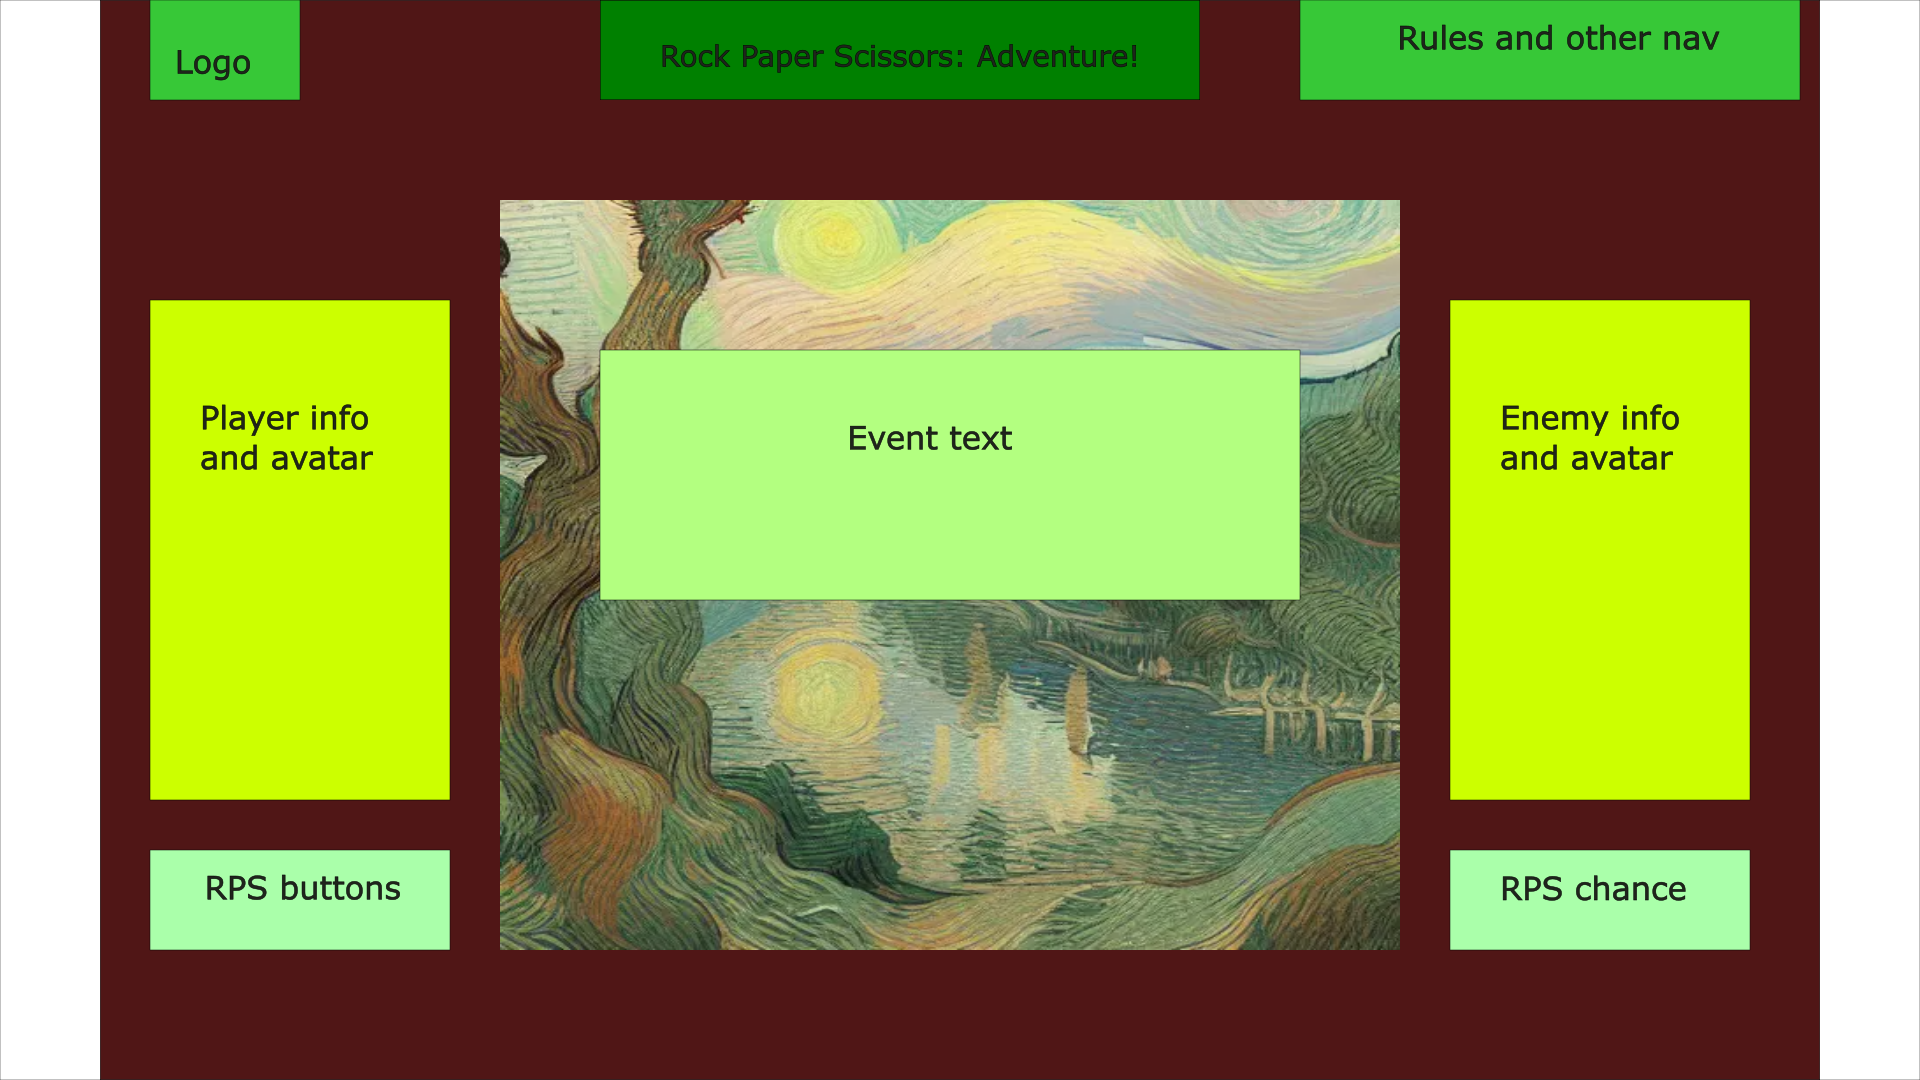 Logo
Rock Paper Scissors: Adventure!
Rules and other nav
Player info
and avatar
Event text
Enemy info
and avatar
RPS buttons
RPS chance